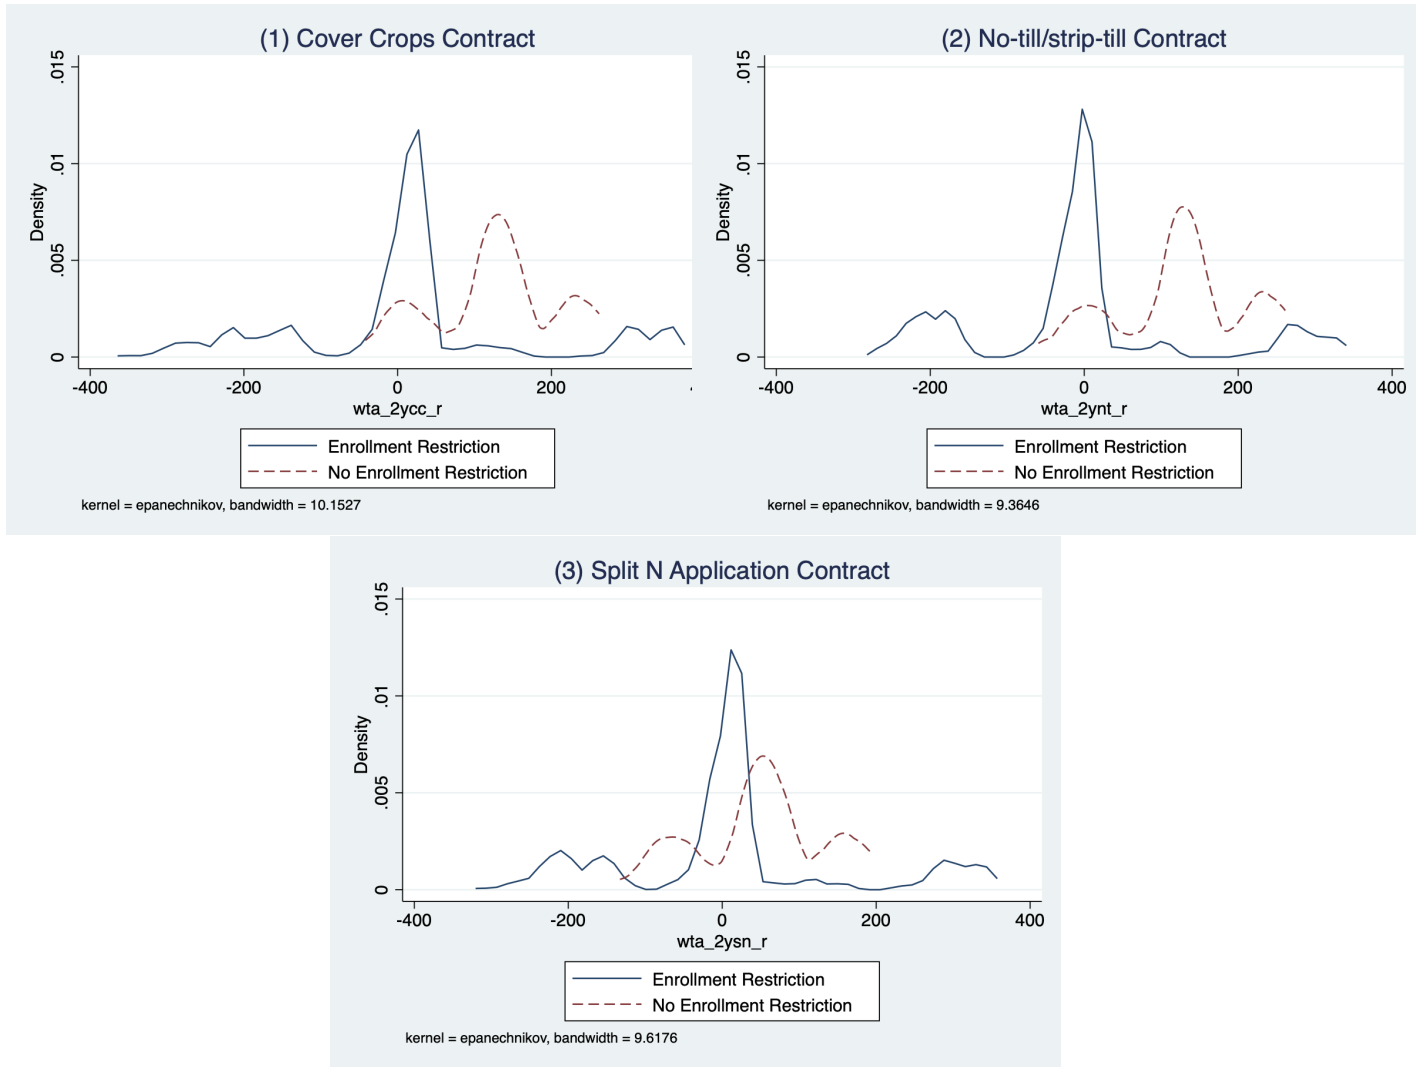 (1) Cover Crops Contract
.015
.01
.005
0
Density
-400 -200 0 200
wta_2ycc_r
Enrollment Restriction
No Enrollment Restriction
kernel = epanechnikov, bandwidth = 10.1527
(2) No-till/strip-till Contract
.015
.01
.005
0
Density
-400 -200 0 200 400
wta_2ynt_r
Enrollment Restriction
No Enrollment Restriction
kernel = epanechnikov, bandwidth = 9.3646
(3) Split N Application Contract
.015
.01
.005
0
Density
-400 -200 0 200 400
wta_2ysn_r
Enrollment Restriction
No Enrollment Restriction
kernel = epanechnikov, bandwidth = 9.6176